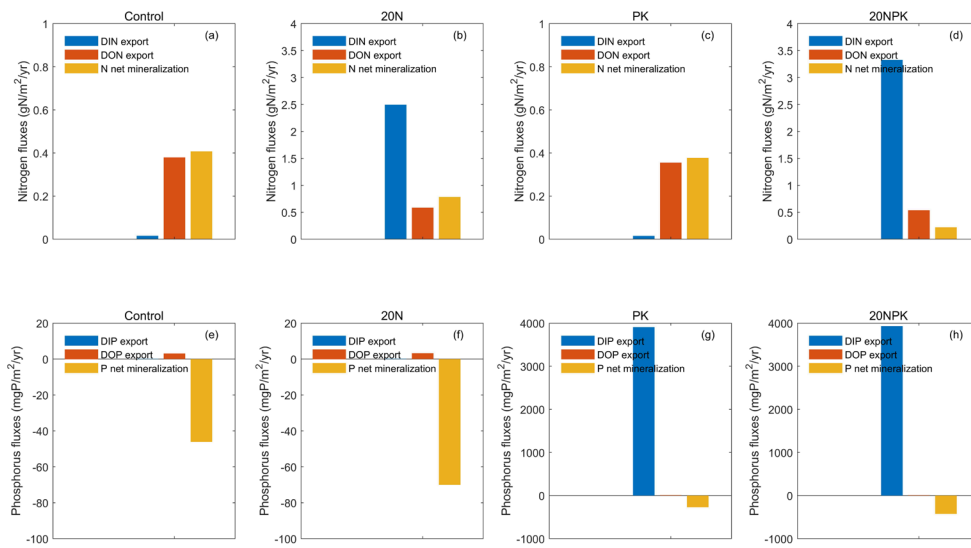 Control
(a)
DIN export
DON export
N net mineralization
Nitrogen fluxes (gN/m²/yr)
1
0.8
0.6
0.4
0.2
0
20N
(b)
DIN export
DON export
N net mineralization
Nitrogen fluxes (gN/m²/yr)
4
3.5
3
2.5
2
1.5
1
0.5
0
PK
(c)
DIN export
DON export
N net mineralization
Nitrogen fluxes (gN/m²/yr)
1
0.8
0.6
0.4
0.2
0
20NPK
(d)
DIN export
DON export
N net mineralization
Nitrogen fluxes (gN/m²/yr)
4
3.5
3
2.5
2
1.5
1
0.5
0
Control
(e)
DIP export
DOP export
P net mineralization
Phosphorus fluxes (mgP/m²/yr)
20
0
-20
-40
-60
-80
-100
20N
(f)
DIP export
DOP export
P net mineralization
Phosphorus fluxes (mgP/m²/yr)
20
0
-20
-40
-60
-80
-100
PK
(g)
DIP export
DOP export
P net mineralization
Phosphorus fluxes (mgP/m²/yr)
4000
3000
2000
1000
0
-1000
20NPK
(h)
DIP export
DOP export
P net mineralization
Phosphorus fluxes (mgP/m²/yr)
4000
3000
2000
1000
0
-1000